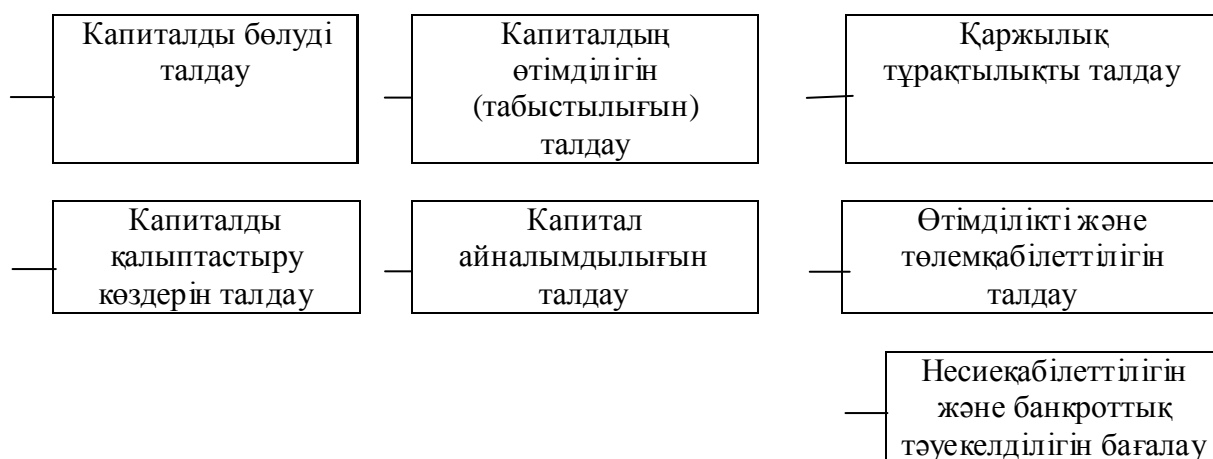 Капиталды бөлуді
талдау
Капиталдың
өтімділігін
(табыстылығын)
талдау
Қаржылық
тұрақтылықты талдау
Капиталды
қалыптастыру
көздерін талдау
Капитал
айналымдылығын
талдау
Өтімділікті және
төлемқабілеттілігін
талдау
Несиеқабілеттілігін
және банкроттық
тәуекелділігін бағалау